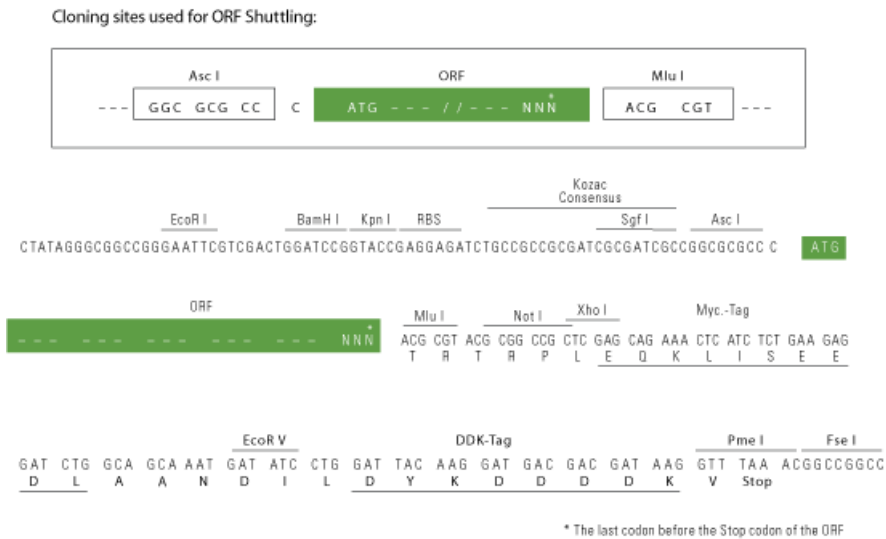 Cloning sites used for ORF Shuttling:
Asc I ORF Mlu I
--- GGC GCG CC C ATG --- // --- NNN* ACG CGT ---
Kozac
Consensus
EcoR I BamH I Kpn I RBS Sgf I Asc I
CTATAGGGCGGCCGGGAATTCGTCGACTGGATCCGGTACCGAGGAGATCTGCCGCCGCGATCGCGATCGCCGGCGCGCC C ATG
ORF Mlu I Not I Xho I Myc.-Tag
--- --- --- --- --- NNN* ACG CGT ACG CGG CCG CTC GAG CAG AAA CTC ATC TCT GAA GAG
T R T R P L E Q K L I S E E
EcoR V DDK-Tag Pme I Fse I
GAT CTG GCA GCA AAT GAT ATC CTG GAT TAC AAG GAT GAC GAC GAT AAG GTT TAA ACGGCCGGCC
D L A A N D I L D Y K D D D D K V Stop
* The last codon before the Stop codon of the ORF